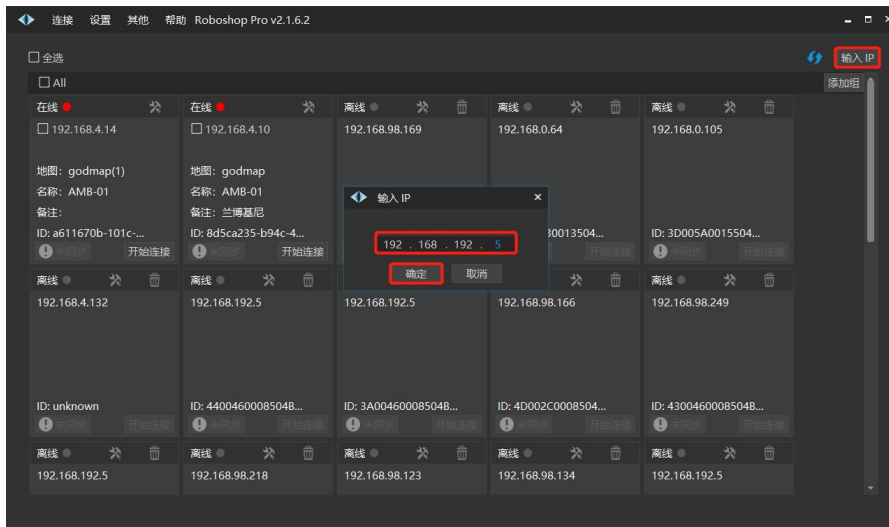 连接 设置 其他 帮助 Roboshop Pro v2.1.6.2
全选 输入 IP
All 添加组
在线 在线 离线 离线 离线
192.168.4.14 192.168.4.10 192.168.98.169 192.168.0.64 192.168.0.105
地图: godmap(1) 地图: godmap
名称: AMB-01 名称: AMB-01
备注: 备注: 兰博基尼
输入 IP
192 . 168 . 192 . 5
确定 取消
ID: a611670b-101c-... ID: 8d5ca235-b94c-4... 30013504... ID: 3D005A0015504...
未同步 开始连接 未同步 开始连接 开始连接 未同步 开始连接
离线 离线 离线 离线
192.168.4.132 192.168.192.5 192.168.192.5 192.168.98.166 192.168.98.249
ID: unknown ID: 4400460008504B... ID: 3A00460008504B... ID: 4D002C0008504... ID: 4300460008504B...
未同步 开始连接 未同步 开始连接 未同步 开始连接 未同步 开始连接 未同步 开始连接
离线 离线 离线 离线 离线
192.168.192.5 192.168.98.218 192.168.98.123 192.168.98.134 192.168.192.5